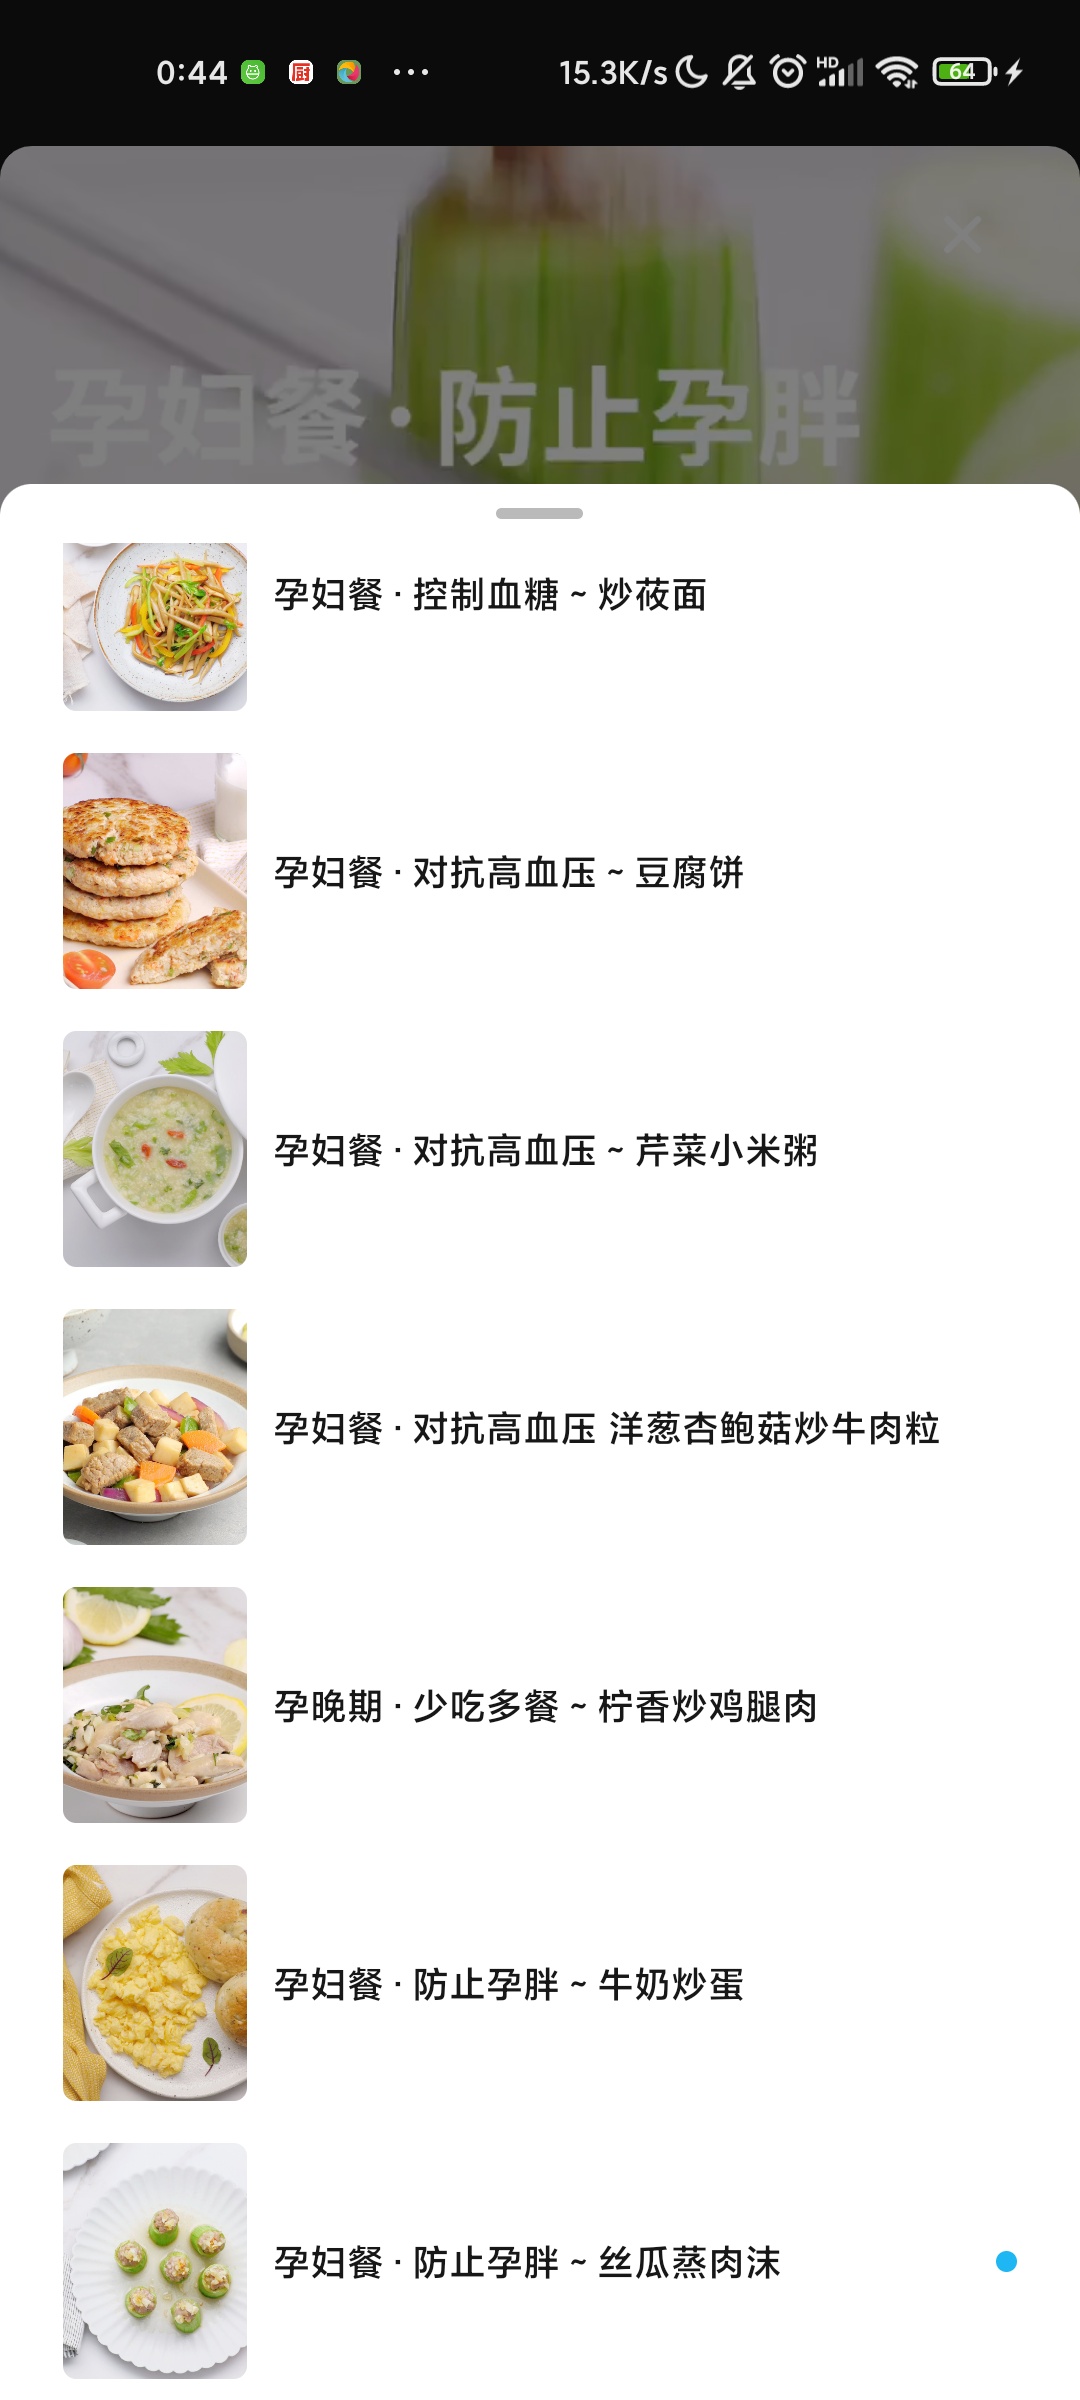 0:44
15.3K/s
HD
64
孕妇餐·防止孕胖
孕妇餐 · 控制血糖 ~ 炒莜面
孕妇餐 · 对抗高血压 ~ 豆腐饼
孕妇餐 · 对抗高血压 ~ 芹菜小米粥
孕妇餐 · 对抗高血压 洋葱杏鲍菇炒牛肉粒
孕晚期 · 少吃多餐 ~ 柠香炒鸡腿肉
孕妇餐 · 防止孕胖 ~ 牛奶炒蛋
孕妇餐 · 防止孕胖 ~ 丝瓜蒸肉沫